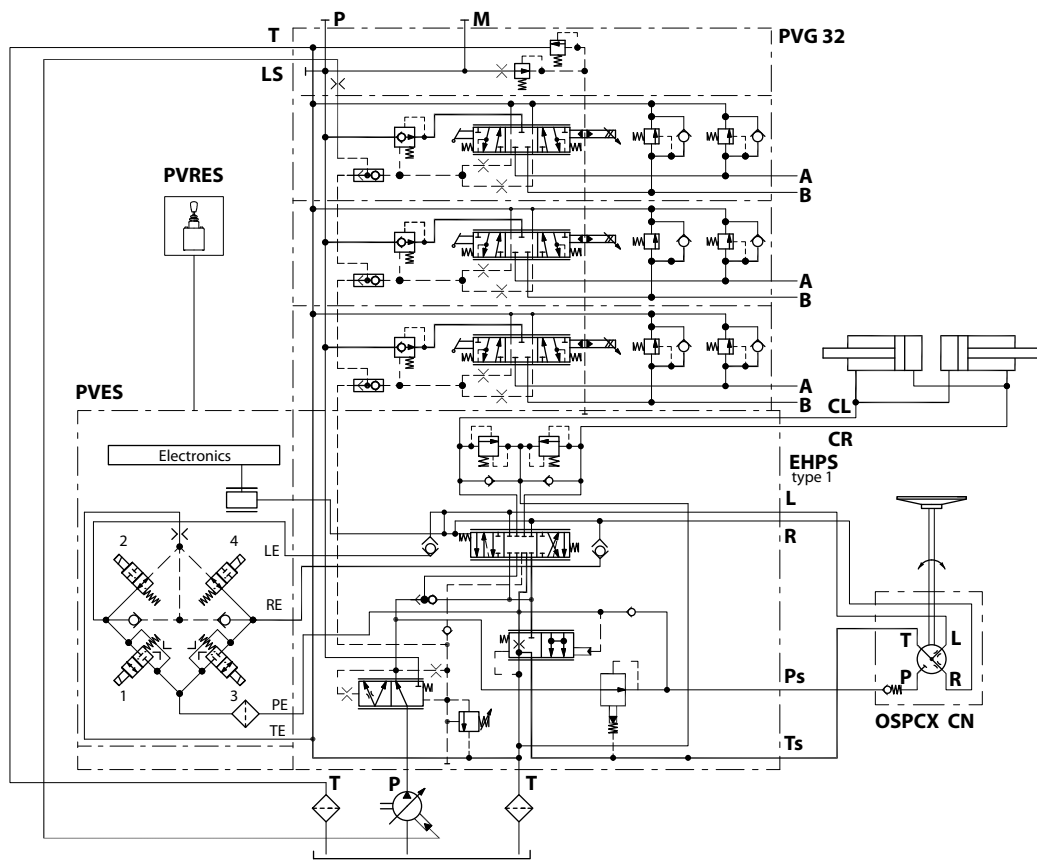 P
M
T
PVG 32
LS
PVRES
A
B
A
B
A
B
PVES
CL
CR
Electronics
EHPS
type 1
L
R
2
4
LE
RE
T
L
P
R
1
3
PE
TE
Ps
OSPCX CN
Ts
T
P
T